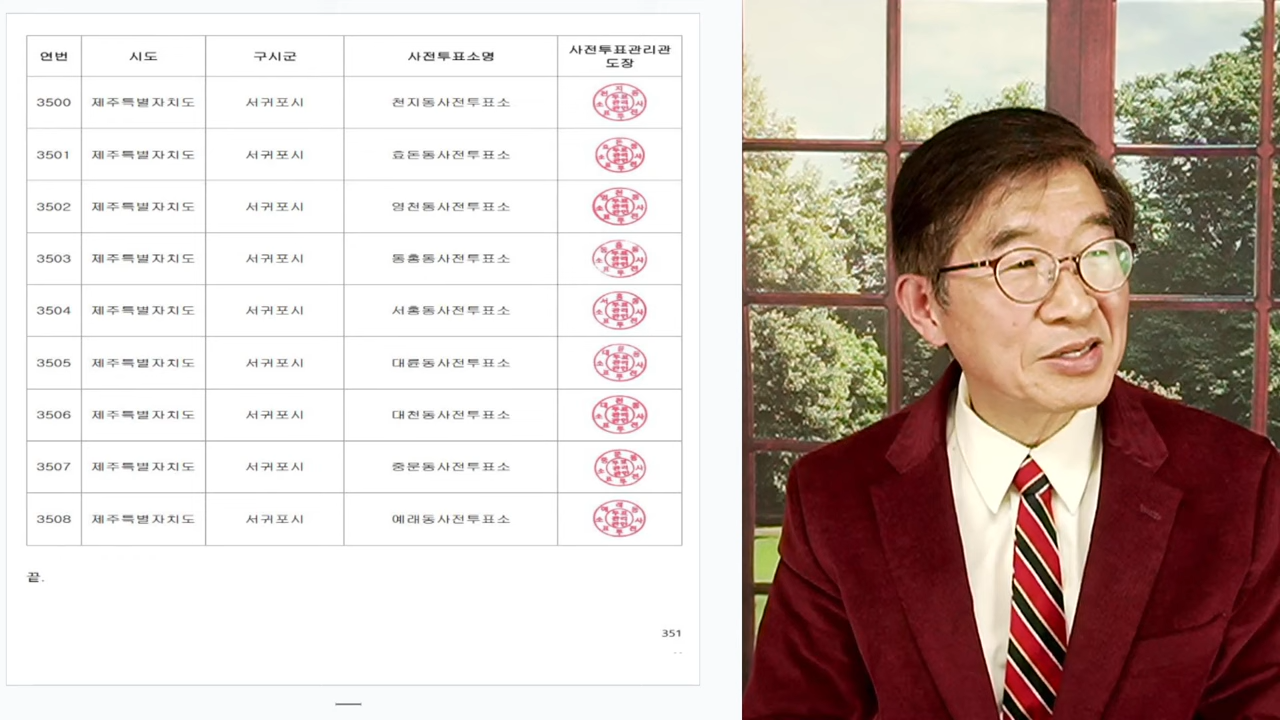 연번 시도 구시군 사전투표소명 사전투표관리관
도장
3500 제주특별자치도 서귀포시 천지동사전투표소
3501 제주특별자치도 서귀포시 효돈동사전투표소
3502 제주특별자치도 서귀포시 영천동사전투표소
3503 제주특별자치도 서귀포시 동홍동사전투표소
3504 제주특별자치도 서귀포시 서홍동사전투표소
3505 제주특별자치도 서귀포시 대륜동사전투표소
3506 제주특별자치도 서귀포시 대천동사전투표소
3507 제주특별자치도 서귀포시 중문동사전투표소
3508 제주특별자치도 서귀포시 예래동사전투표소
끝.
351